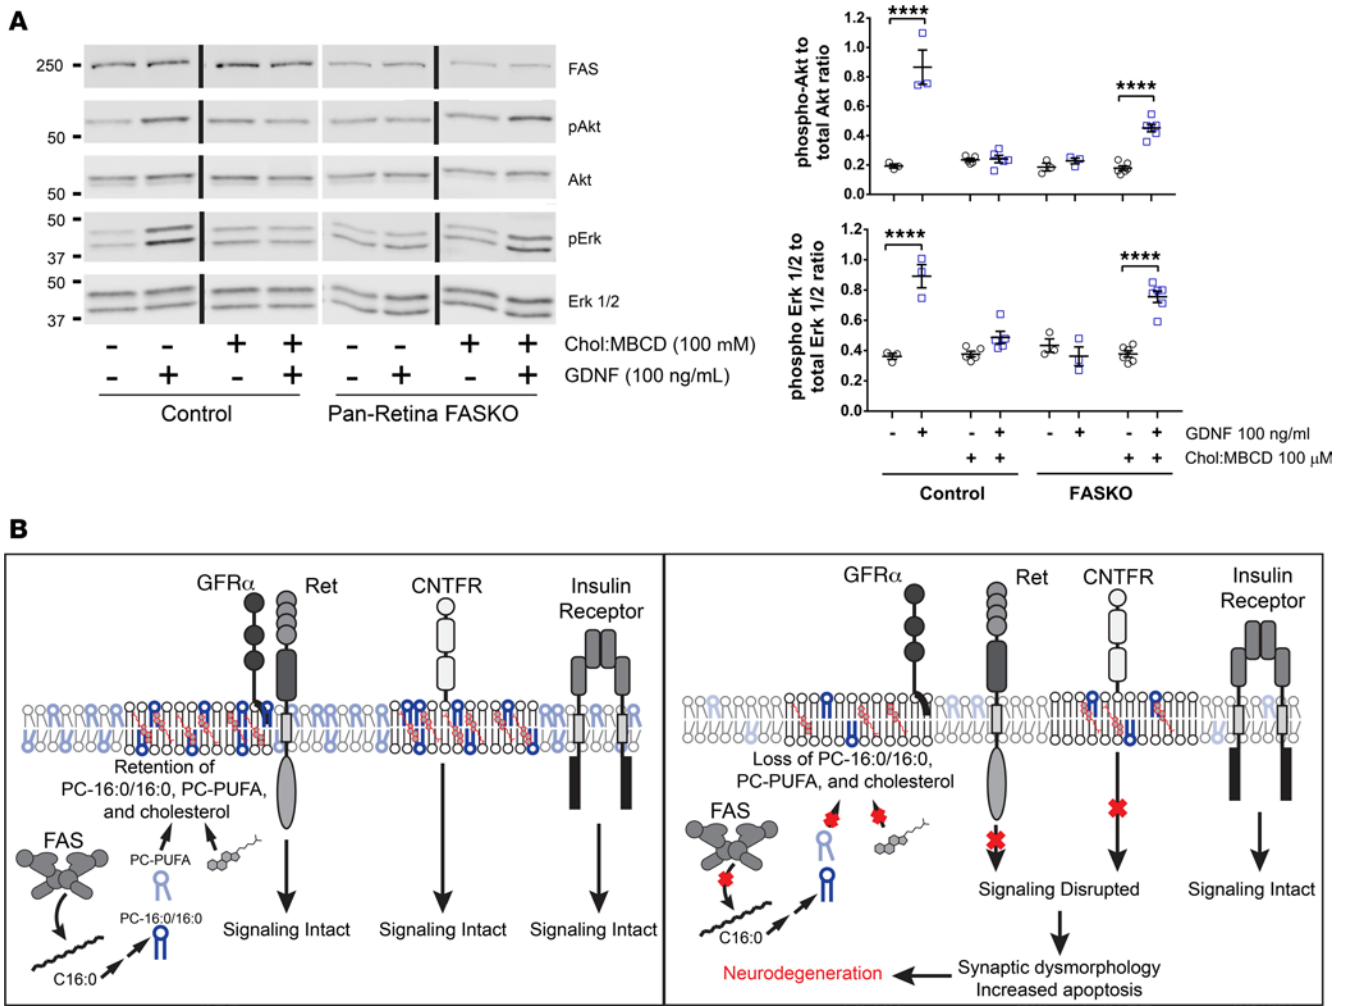 A
250
FAS
50
pAkt
50
Akt
50
37
pErk
50
37
Erk 1/2
- - + + - - + + Chol:MBCD (100 mM)
- + - + - + - + GDNF (100 ng/mL)
Control
Pan-Retina FASKO
phospho-Akt to
total Akt ratio
1.2
1.0
0.8
0.6
0.4
0.2
0.0
****
****
phospho Erk 1/2 to
total Erk 1/2 ratio
1.2
1.0
0.8
0.6
0.4
0.2
0.0
****
****
- + + - + - + GDNF 100 ng/ml
+ + + + Chol:MBCD 100 μM
Control
FASKO
B
GFRα
Ret
CNTFR
Insulin
Receptor
Retention of
PC-16:0/16:0, PC-PUFA,
and cholesterol
FAS
PC-PUFA
PC-16:0/16:0
C16:0
Signaling Intact
Signaling Intact
Signaling Intact
GFRα
Ret
CNTFR
Insulin
Receptor
Loss of PC-16:0/16:0,
PC-PUFA, and cholesterol
FAS
C16:0
Signaling Disrupted
Signaling Intact
Synaptic dysmorphology
Increased apoptosis
Neurodegeneration